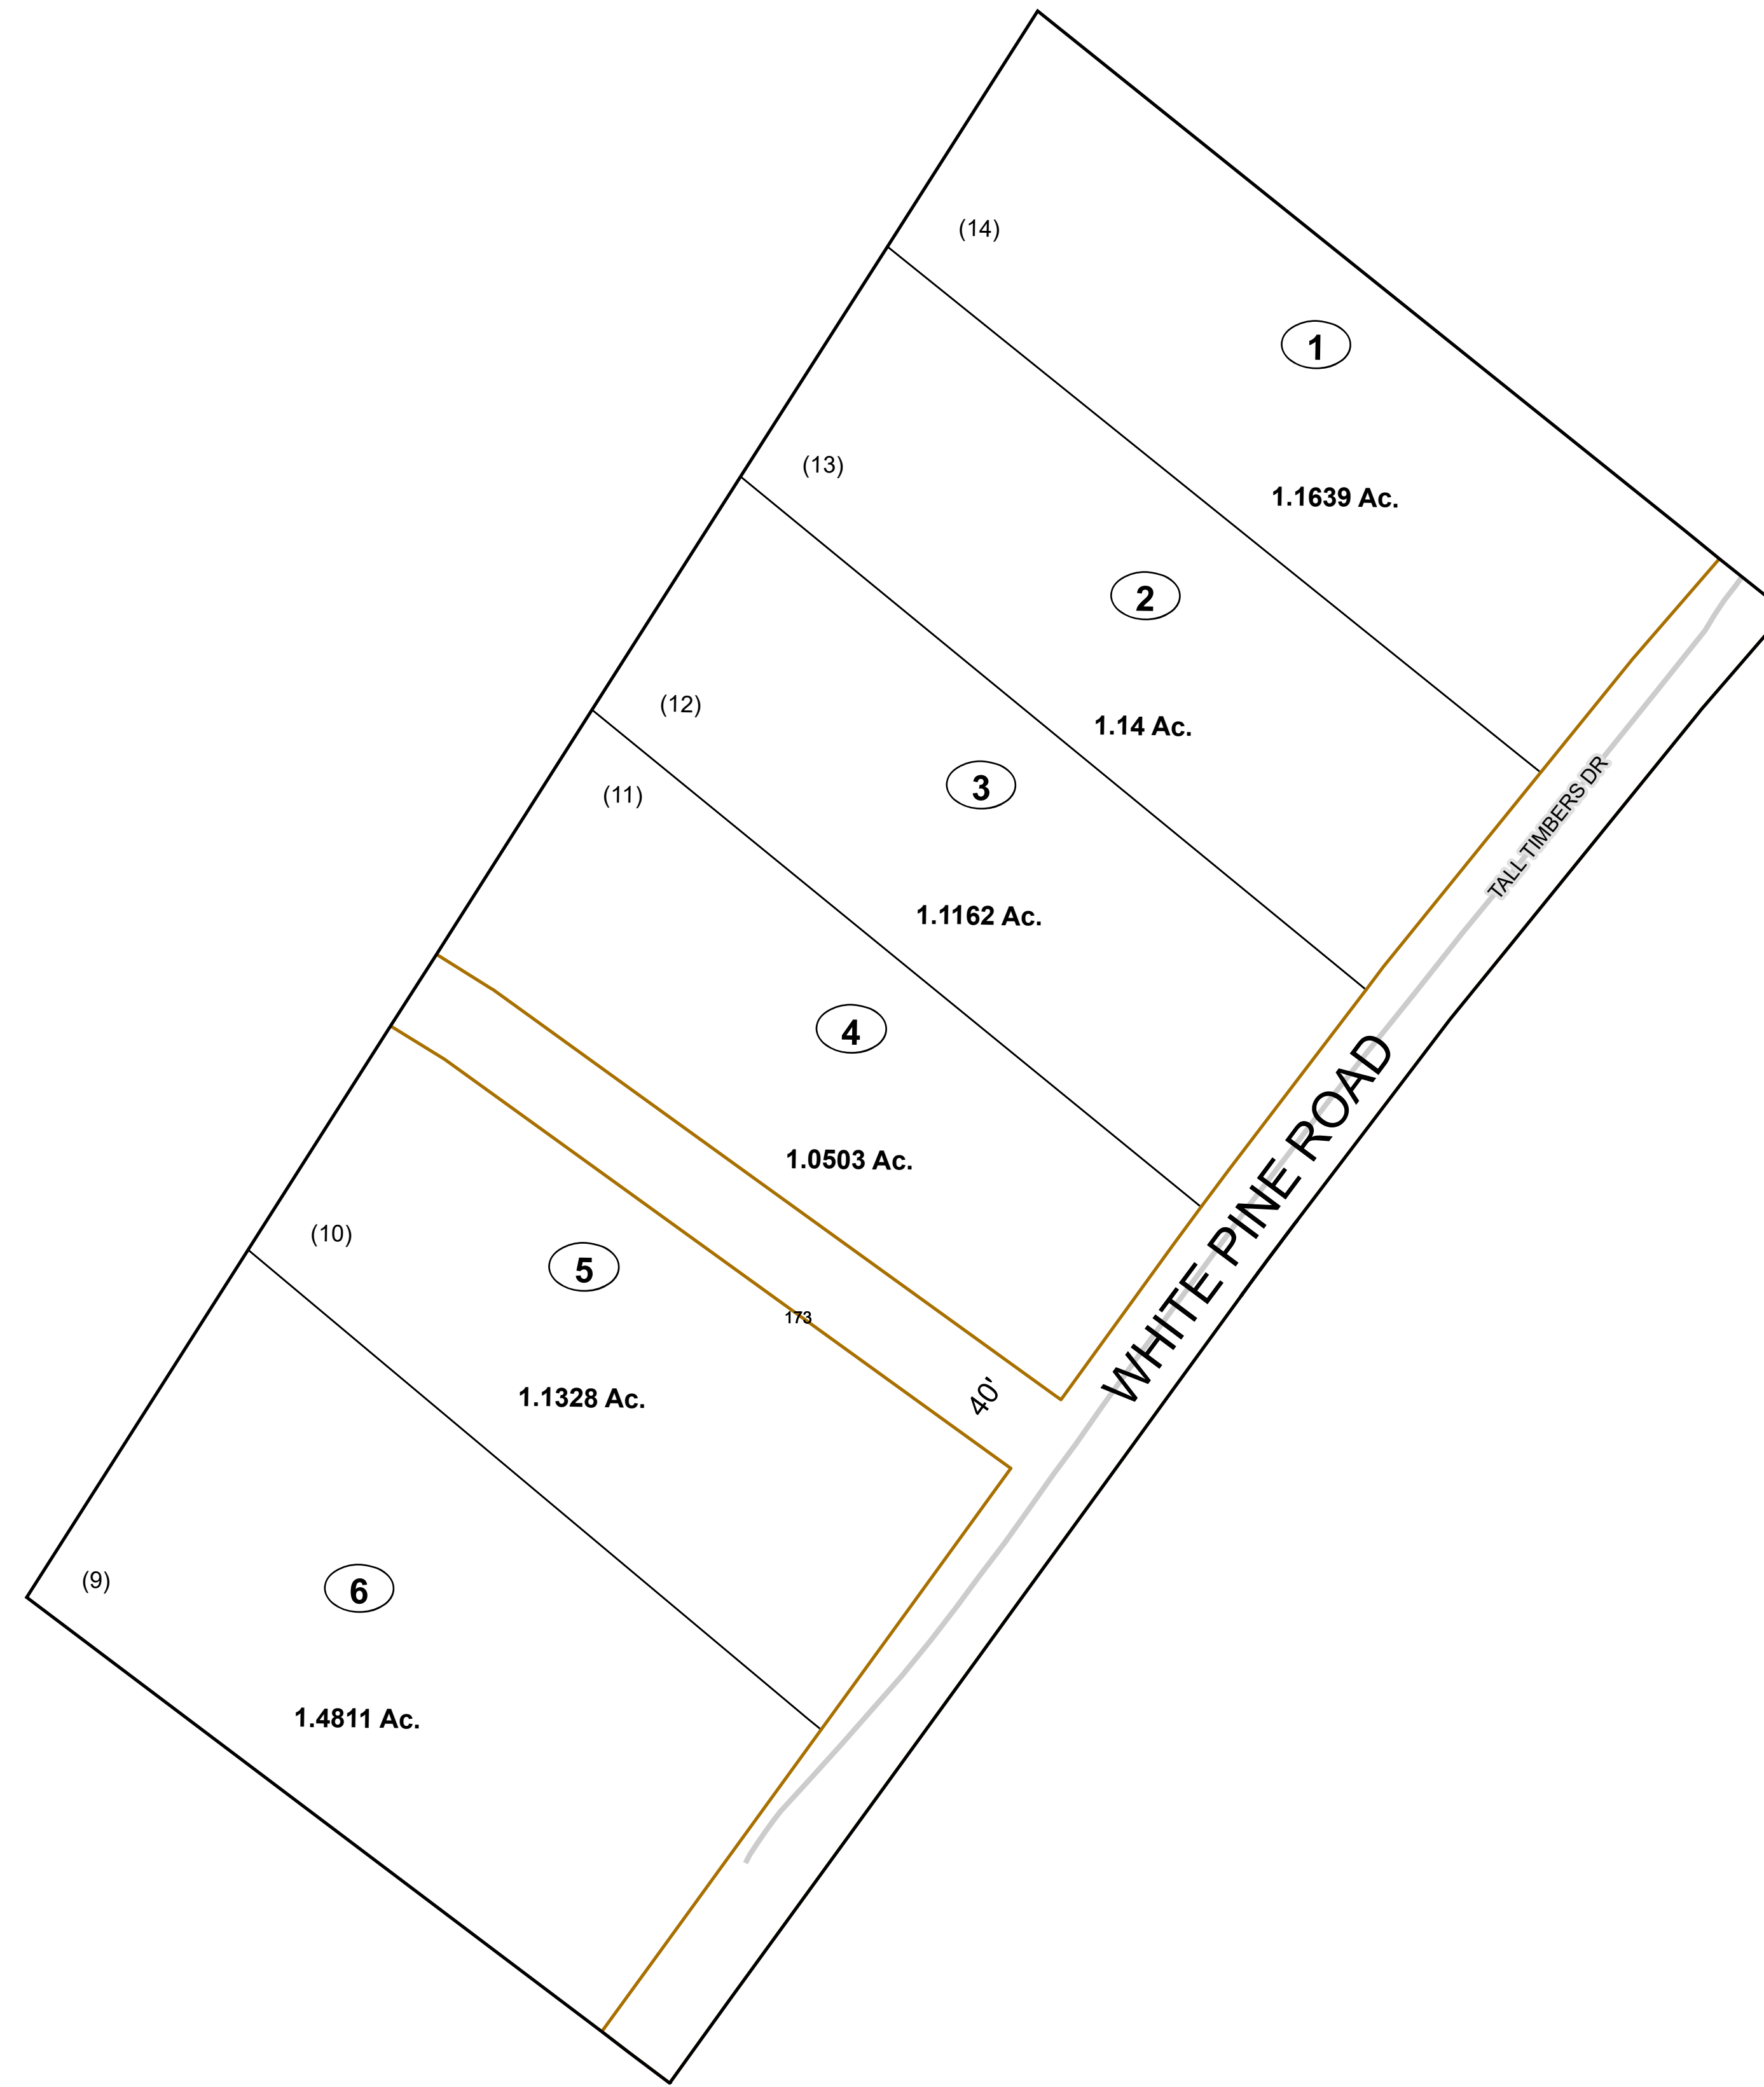 (14)
1
(13)
1.1639 Ac.
2
(12)
1.14 Ac.
3
(11)
TALL TIMBERS DR
1.1162 Ac.
4
1.0503 Ac.
WHITE PINE ROAD
(10)
5
173
40'
1.1328 Ac.
(9)
6
1.4811 Ac.